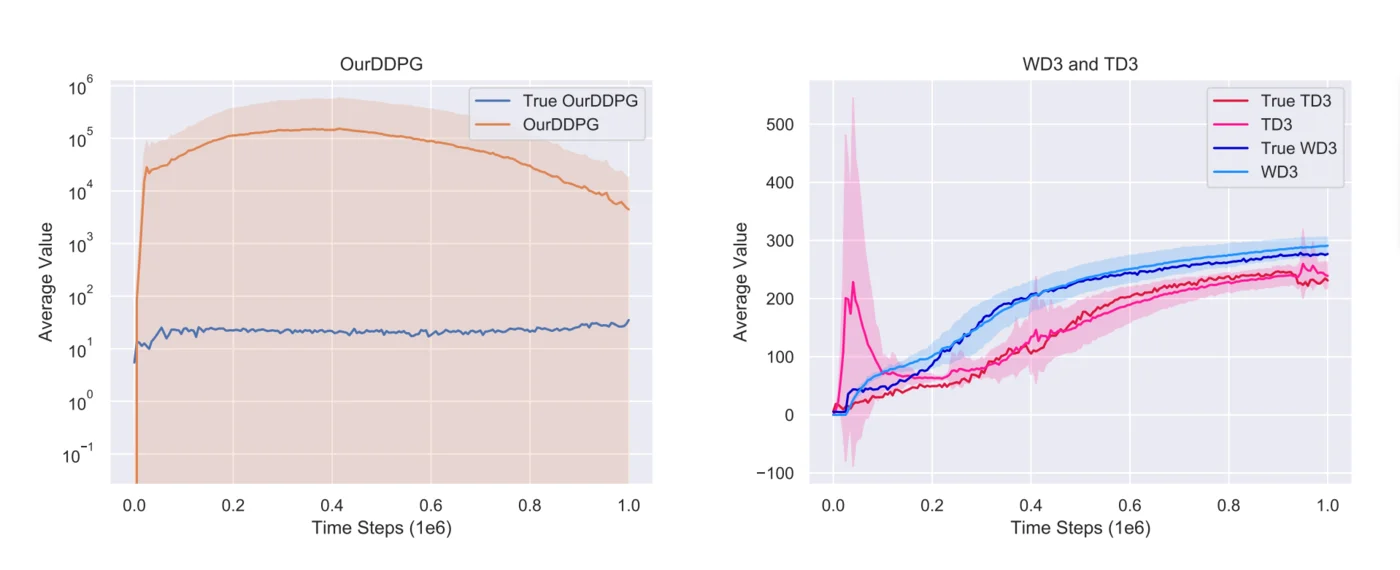 OurDDPG
Average Value
10^6
10^5
10^4
10^3
10^2
10^1
10^0
10^−1
True OurDDPG
OurDDPG
0.0 0.2 0.4 0.6 0.8 1.0
Time Steps (1e6)
WD3 and TD3
Average Value
500
400
300
200
100
0
−100
True TD3
TD3
True WD3
WD3
0.0 0.2 0.4 0.6 0.8 1.0
Time Steps (1e6)